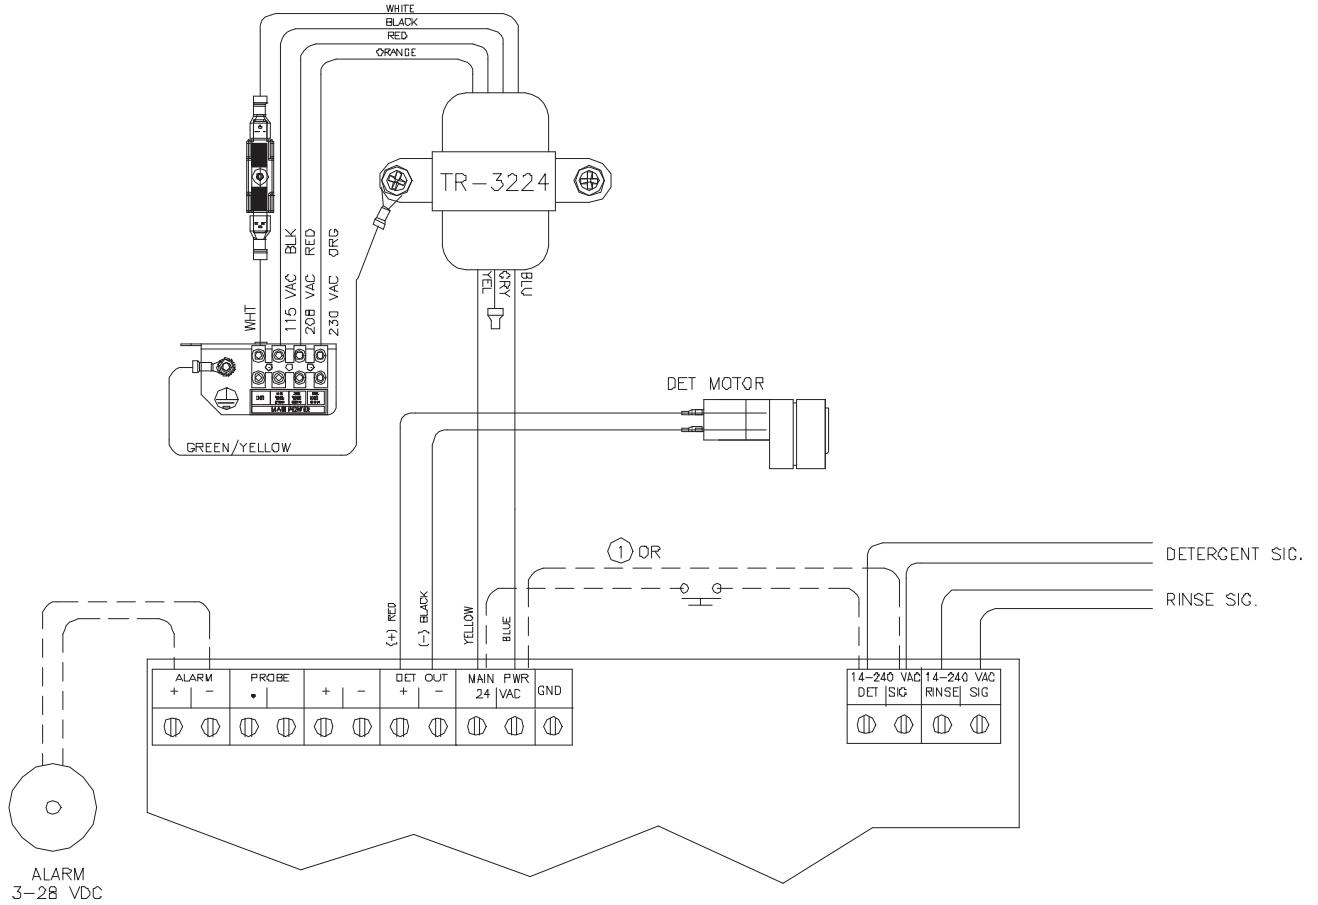 WHITE
BLACK
RED
ORANGE
TR-3224
WHT
115 VAC BLK
208 VAC RED
230 VAC ORG
YEL
GRY
BLU
MAIN POWER
GREEN/YELLOW
DET MOTOR
1 OR
DETERGENT SIG.
RINSE SIG.
(+) RED
(-) BLACK
YELLOW
BLUE
ALARM
+ -
PROBE
+ -
DET OUT
+ -
MAIN PWR
24 VAC
GND
14-240 VAC
DET SIG
14-240 VAC
RINSE SIG
ALARM
3-28 VDC